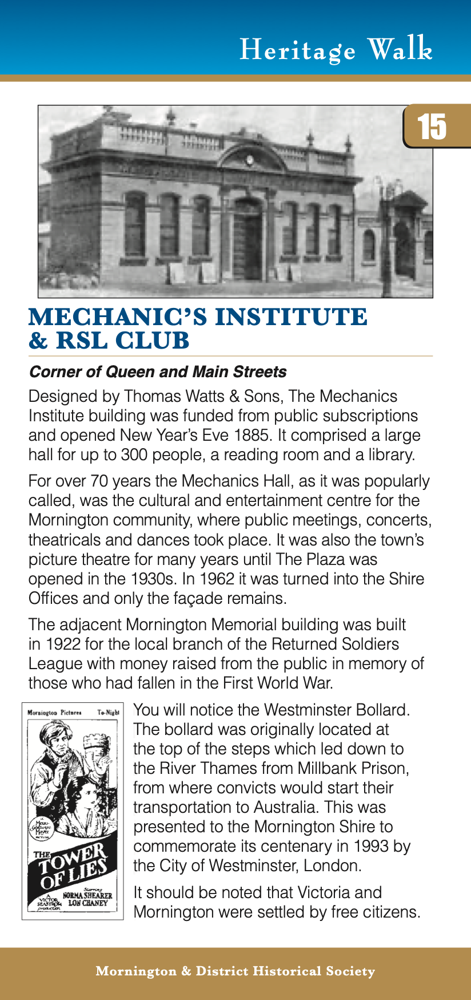 Heritage Walk
15
MECHANIC’S INSTITUTE
& RSL CLUB
Corner of Queen and Main Streets
Designed by Thomas Watts & Sons, The Mechanics
Institute building was funded from public subscriptions
and opened New Year’s Eve 1885. It comprised a large
hall for up to 300 people, a reading room and a library.
For over 70 years the Mechanics Hall, as it was popularly
called, was the cultural and entertainment centre for the
Mornington community, where public meetings, concerts,
theatricals and dances took place. It was also the town’s
picture theatre for many years until The Plaza was
opened in the 1930s. In 1962 it was turned into the Shire
Offices and only the façade remains.
The adjacent Mornington Memorial building was built
in 1922 for the local branch of the Returned Soldiers
League with money raised from the public in memory of
those who had fallen in the First World War.
Mornington Pictures To-Night
A
Metro-
Goldwyn-
Mayer
PICTURE
THE
TOWER
OF LIES
Starring
NORMA SHEARER
LON CHANEY
A
VICTOR
SEASTROM
production
You will notice the Westminster Bollard.
The bollard was originally located at
the top of the steps which led down to
the River Thames from Millbank Prison,
from where convicts would start their
transportation to Australia. This was
presented to the Mornington Shire to
commemorate its centenary in 1993 by
the City of Westminster, London.
It should be noted that Victoria and
Mornington were settled by free citizens.
Mornington & District Historical Society